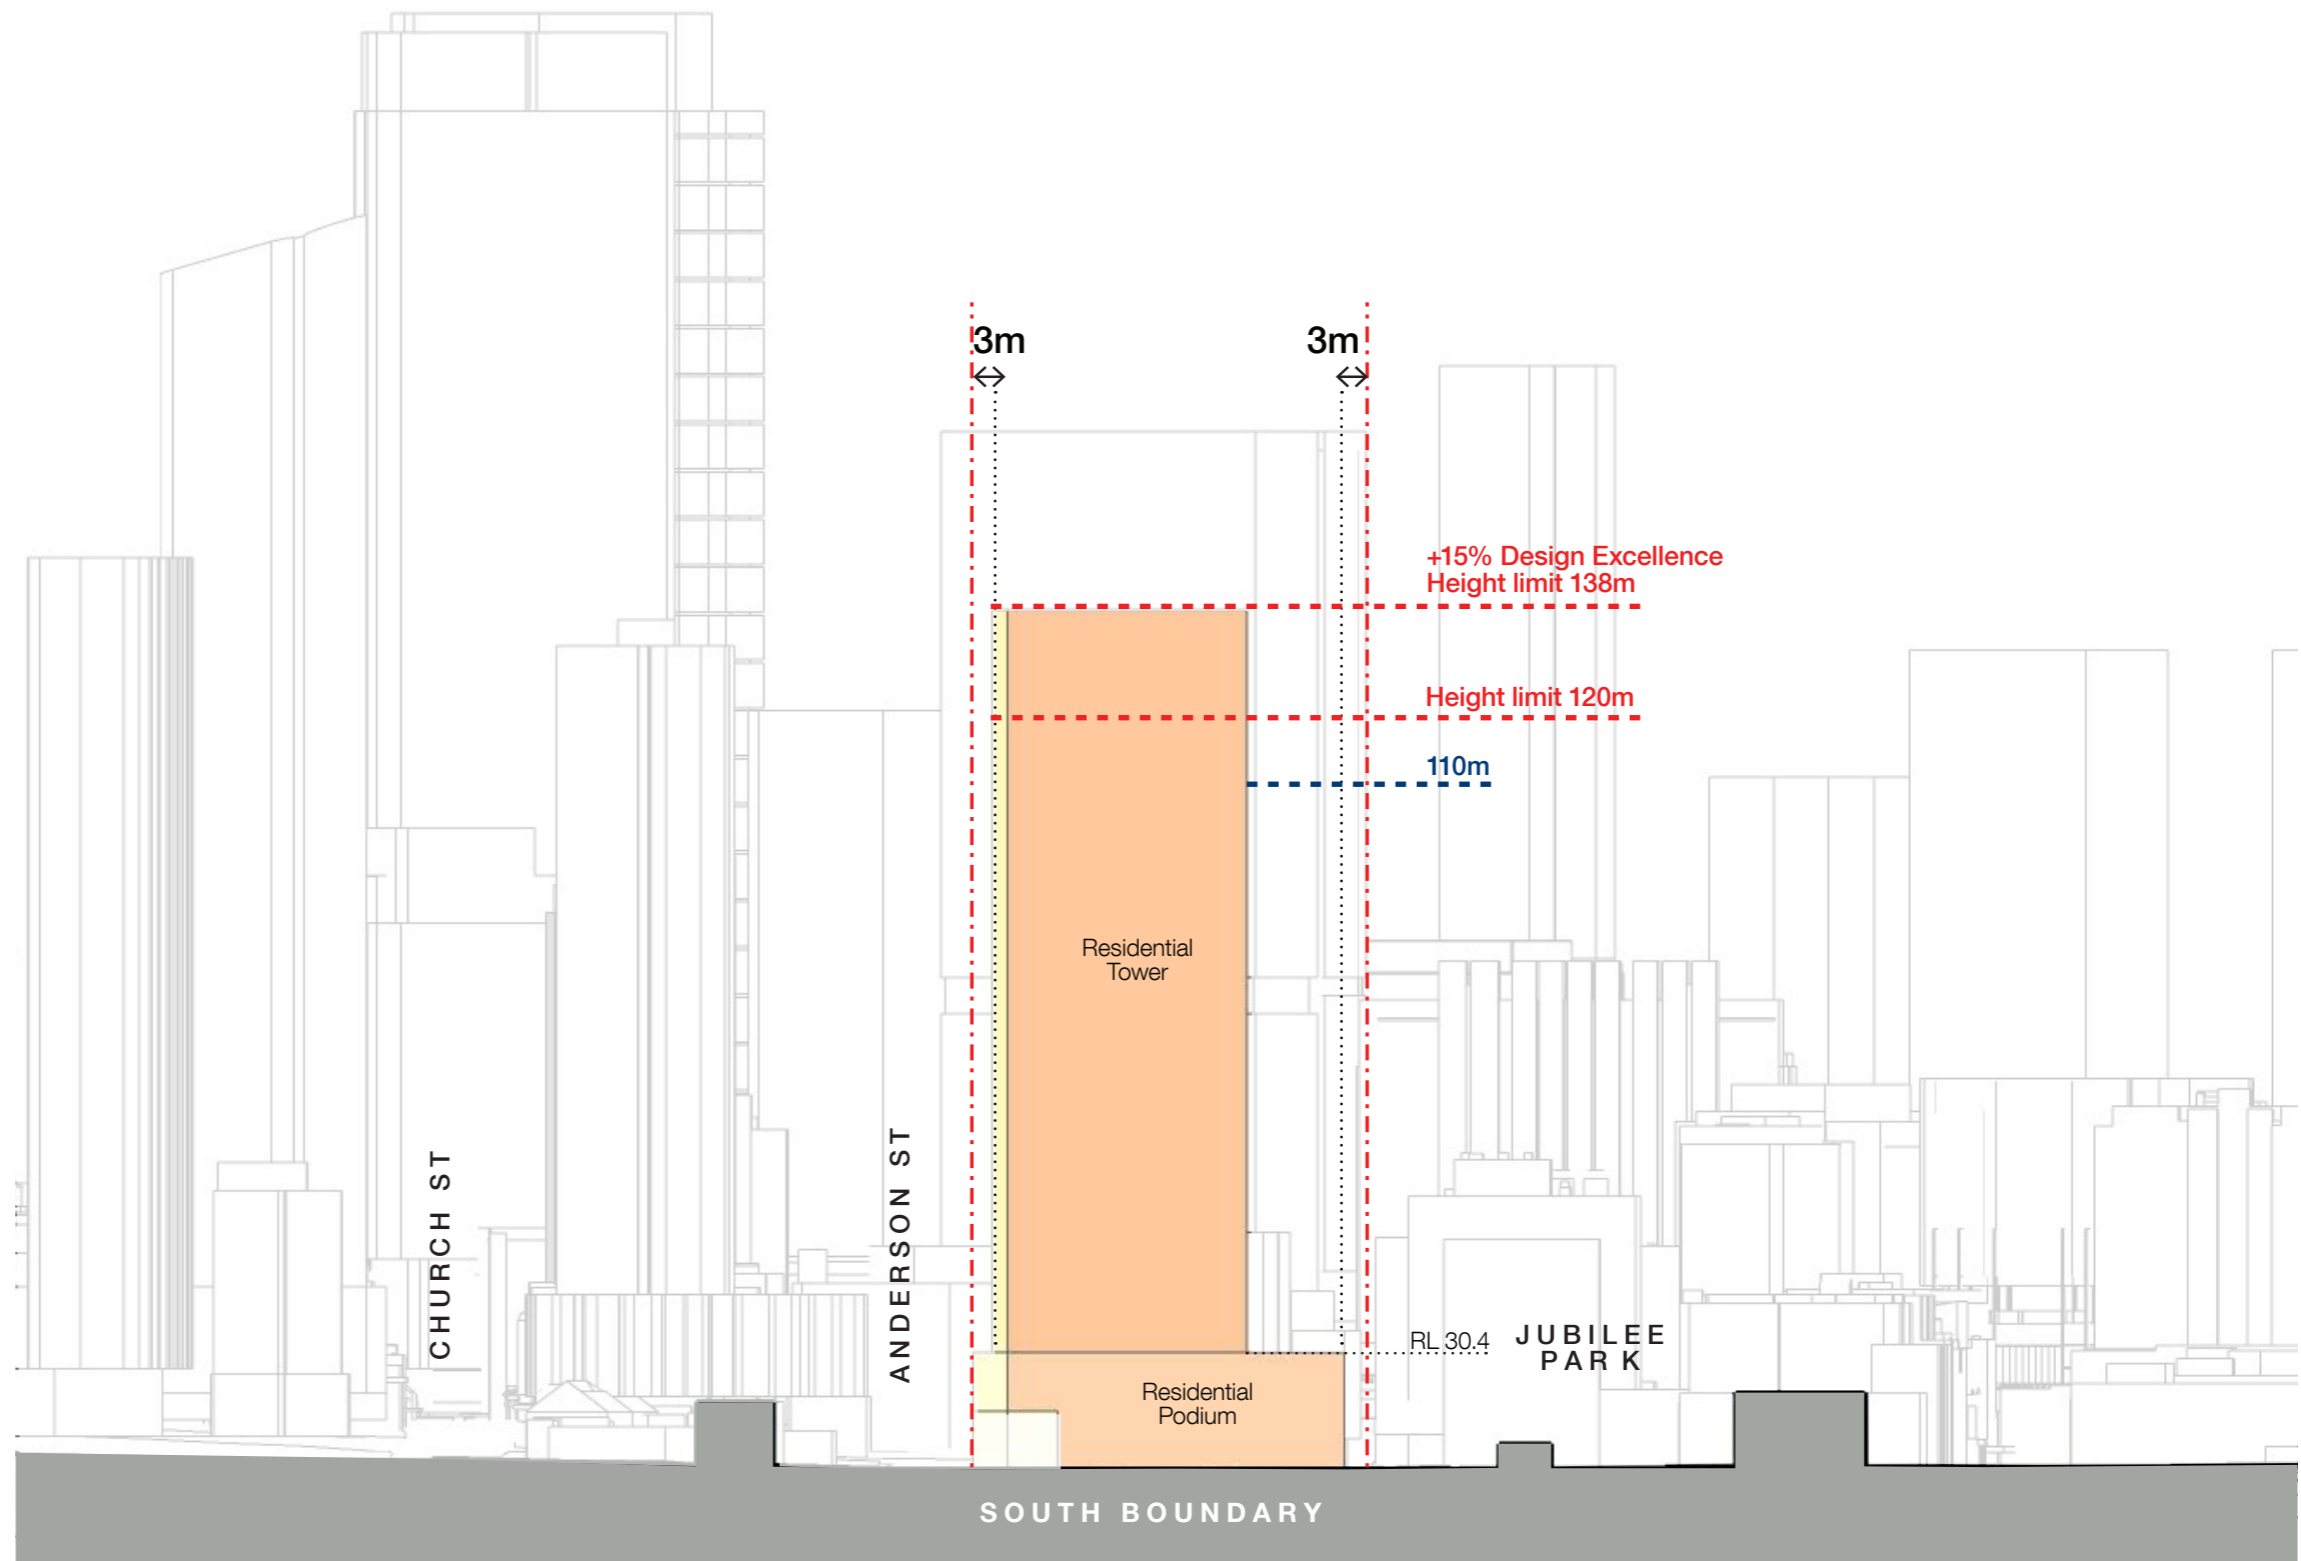 3m
3m
+15% Design Excellence
Height limit 138m
Height limit 120m
110m
Residential
Tower
CHURCH ST
ANDERSON ST
RL 30.4
JUBILEE
PARK
Residential
Podium
SOUTH BOUNDARY